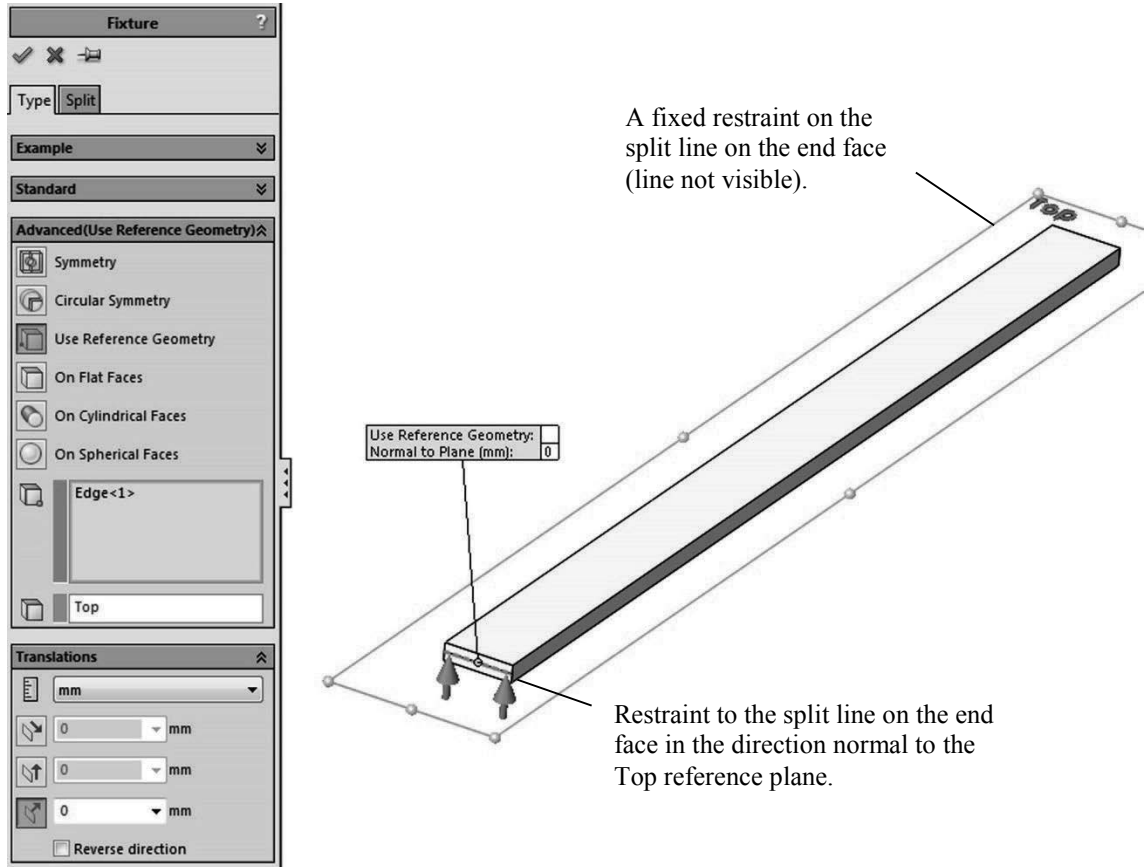 Fixture ?
Type Split
Example
Standard
Advanced(Use Reference Geometry)
Symmetry
Circular Symmetry
Use Reference Geometry
On Flat Faces
On Cylindrical Faces
On Spherical Faces
Edge<1>
Top
Translations
mm
0 mm
0 mm
0 mm
Reverse direction
A fixed restraint on the
split line on the end face
(line not visible).
Top
Use Reference Geometry:
Normal to Plane (mm): 0
Restraint to the split line on the end
face in the direction normal to the
Top reference plane.